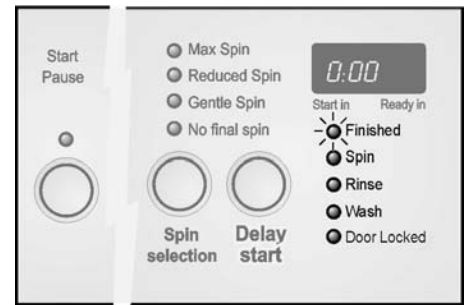 Start
Pause
Max Spin
Reduced Spin
Gentle Spin
No final spin
Spin
selection
Delay
start
0:00
Start in Ready in
Finished
Spin
Rinse
Wash
Door Locked